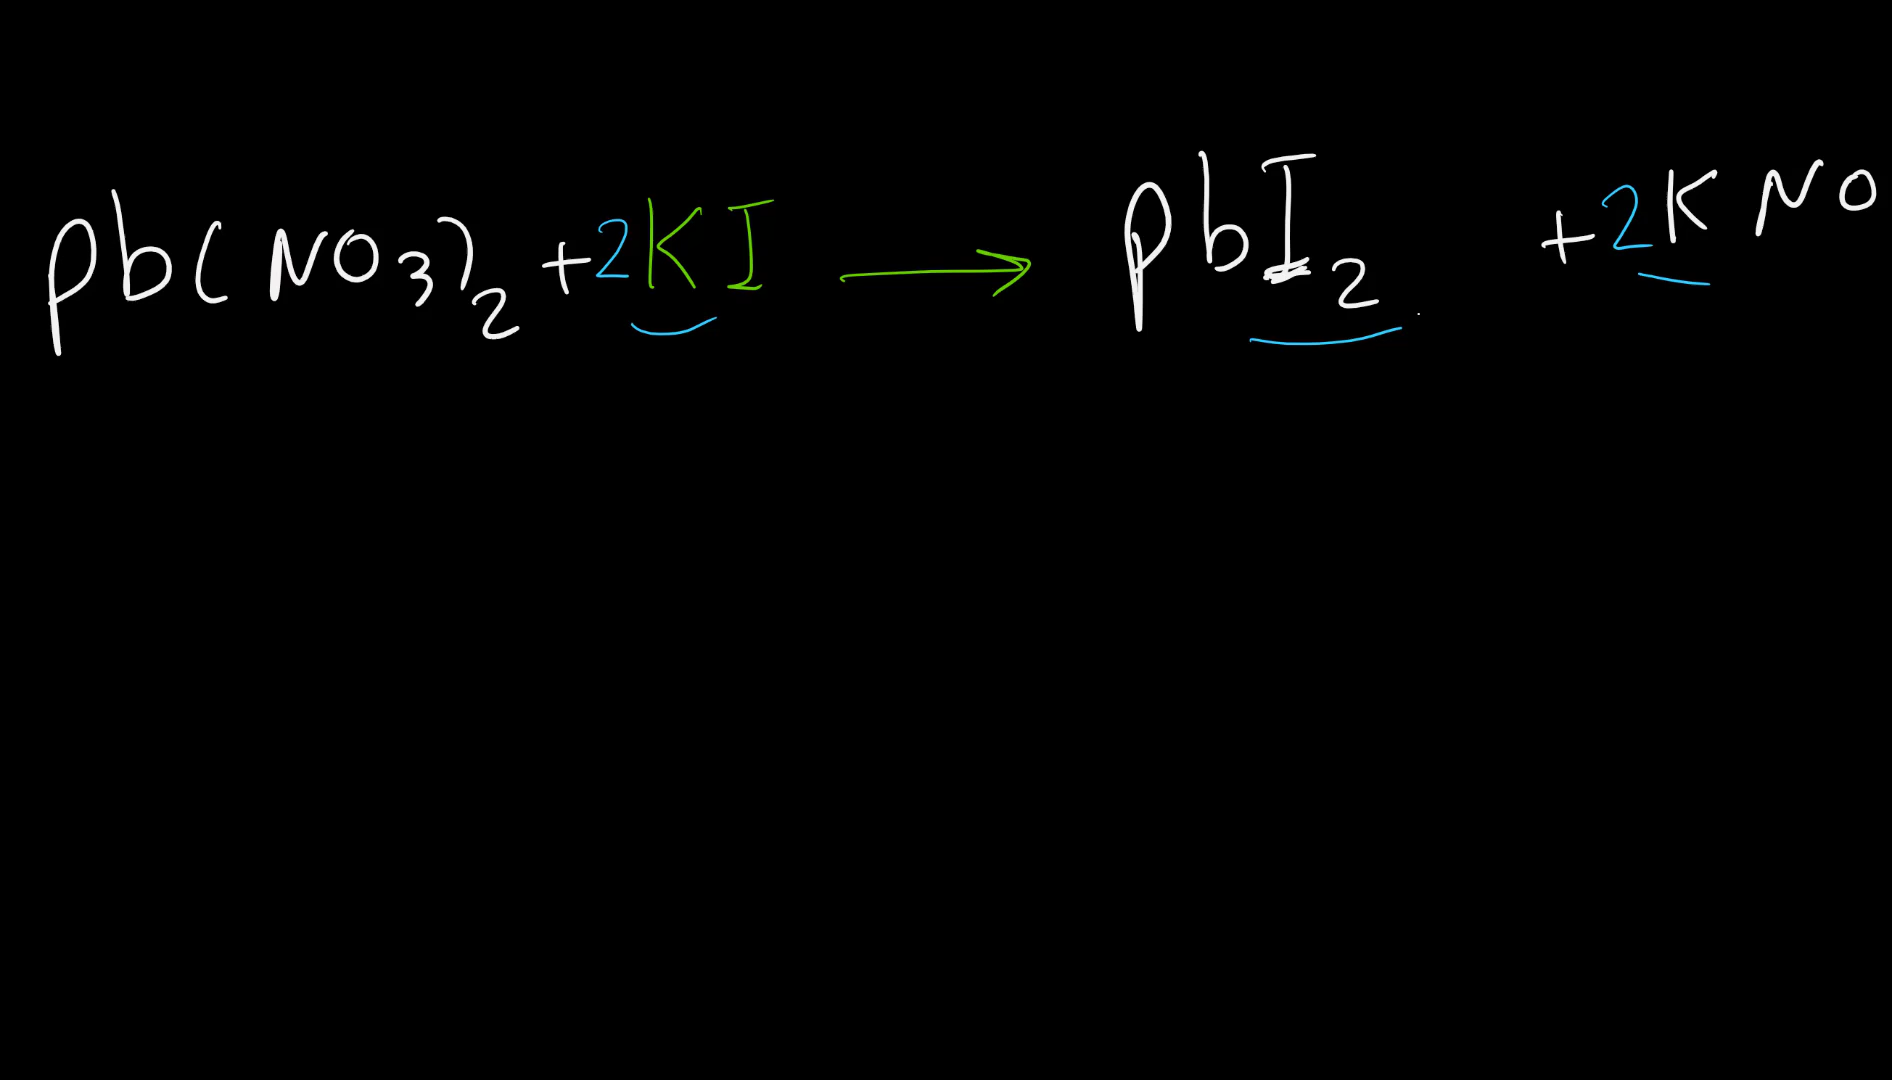 Pb(NO₃)₂ + 2KI → PbI₂ + 2KNO